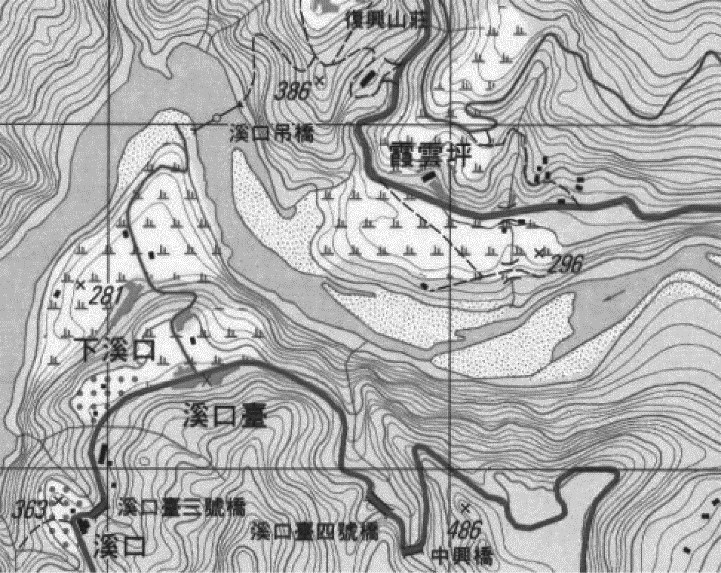 復興山莊
386
溪口吊橋
霞雲坪
296
281
下溪口
溪口臺
363
溪口臺三號橋
溪口臺四號橋
486
溪口
中興橋